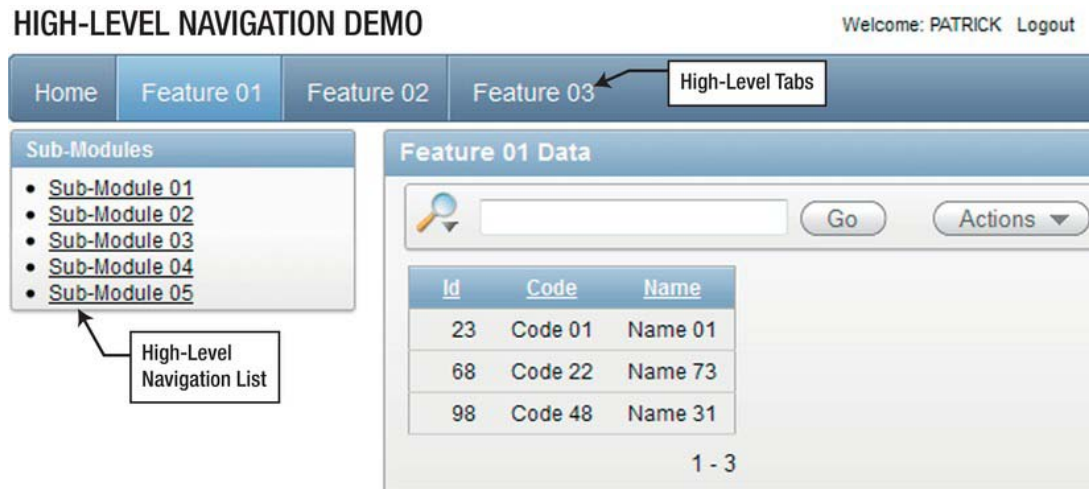 HIGH-LEVEL NAVIGATION DEMO
Welcome: PATRICK Logout
Home Feature 01 Feature 02 Feature 03
High-Level Tabs
Sub-Modules
• Sub-Module 01
• Sub-Module 02
• Sub-Module 03
• Sub-Module 04
• Sub-Module 05
High-Level
Navigation List
Feature 01 Data
Go Actions
Id Code Name
23 Code 01 Name 01
68 Code 22 Name 73
98 Code 48 Name 31
1 - 3